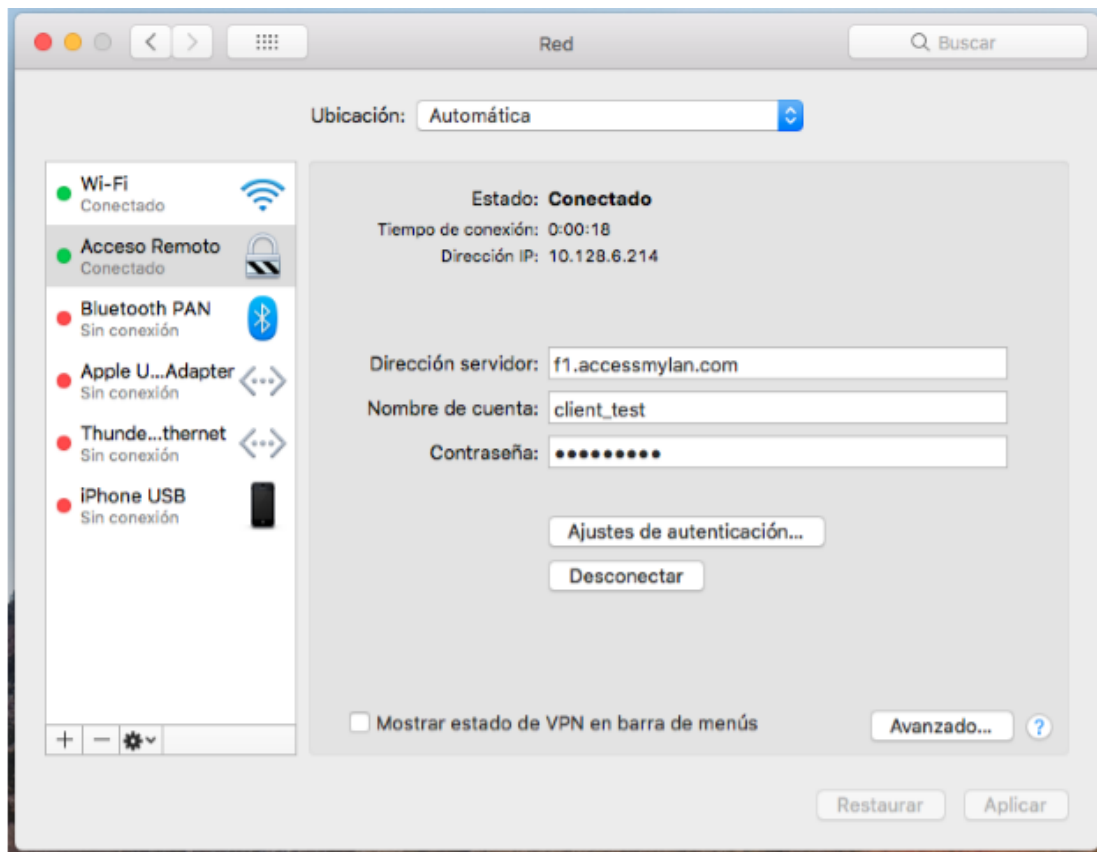 Red
Buscar
Ubicación: Automática
Wi-Fi
Conectado
Acceso Remoto
Conectado
Bluetooth PAN
Sin conexión
Apple U...Adapter
Sin conexión
Thunde...thernet
Sin conexión
iPhone USB
Sin conexión
Estado: Conectado
Tiempo de conexión: 0:00:18
Dirección IP: 10.128.6.214
Dirección servidor: f1.accessmylan.com
Nombre de cuenta: client_test
Contraseña: •••••••••
Ajustes de autenticación...
Desconectar
Mostrar estado de VPN en barra de menús
Avanzado... ?
Restaurar Aplicar